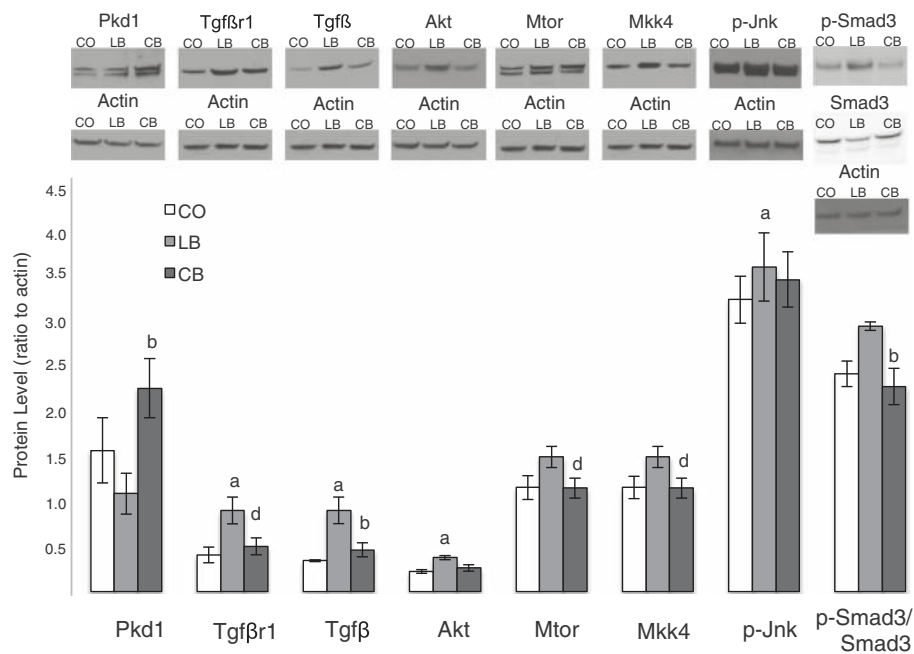 Pkd1 Tgfßr1 Tgfß Akt Mtor Mkk4 p-Jnk p-Smad3
CO LB CB CO LB CB CO LB CB CO LB CB CO LB CB CO LB CB CO LB CB CO LB CB
Actin Actin Actin Actin Actin Actin Actin Smad3
CO LB CB CO LB CB CO LB CB CO LB CB CO LB CB CO LB CB CO LB CB CO LB CB
Actin
CO LB CB
Protein Level (ratio to actin)
4.5
4.0
3.5
3.0
2.5
2.0
1.5
1.0
0.5
CO
LB
CB
b
a
d
a
b
a
d
d
a
b
Pkd1 Tgfβr1 Tgfβ Akt Mtor Mkk4 p-Jnk p-Smad3/
Smad3